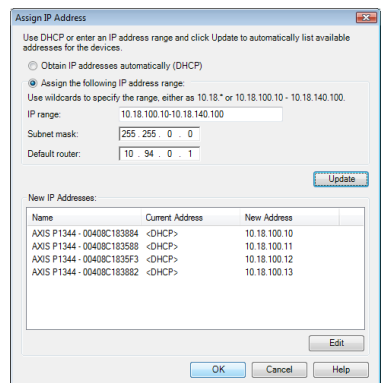 Assign IP Address
Use DHCP or enter an IP address range and click Update to automatically list available
addresses for the devices.
Obtain IP addresses automatically (DHCP)
Assign the following IP address range:
Use wildcards to specify the range, either as 10.18.* or 10.18.100.10 - 10.18.140.100.
IP range: 10.18.100.10-10.18.140.100
Subnet mask: 255 . 255 . 0 . 0
Default router: 10 . 94 . 0 . 1
Update
New IP Addresses:
Name Current Address New Address
AXIS P1344 - 00408C183884 <DHCP> 10.18.100.10
AXIS P1344 - 00408C183588 <DHCP> 10.18.100.11
AXIS P1344 - 00408C1835F3 <DHCP> 10.18.100.12
AXIS P1344 - 00408C183882 <DHCP> 10.18.100.13
Edit
OK Cancel Help